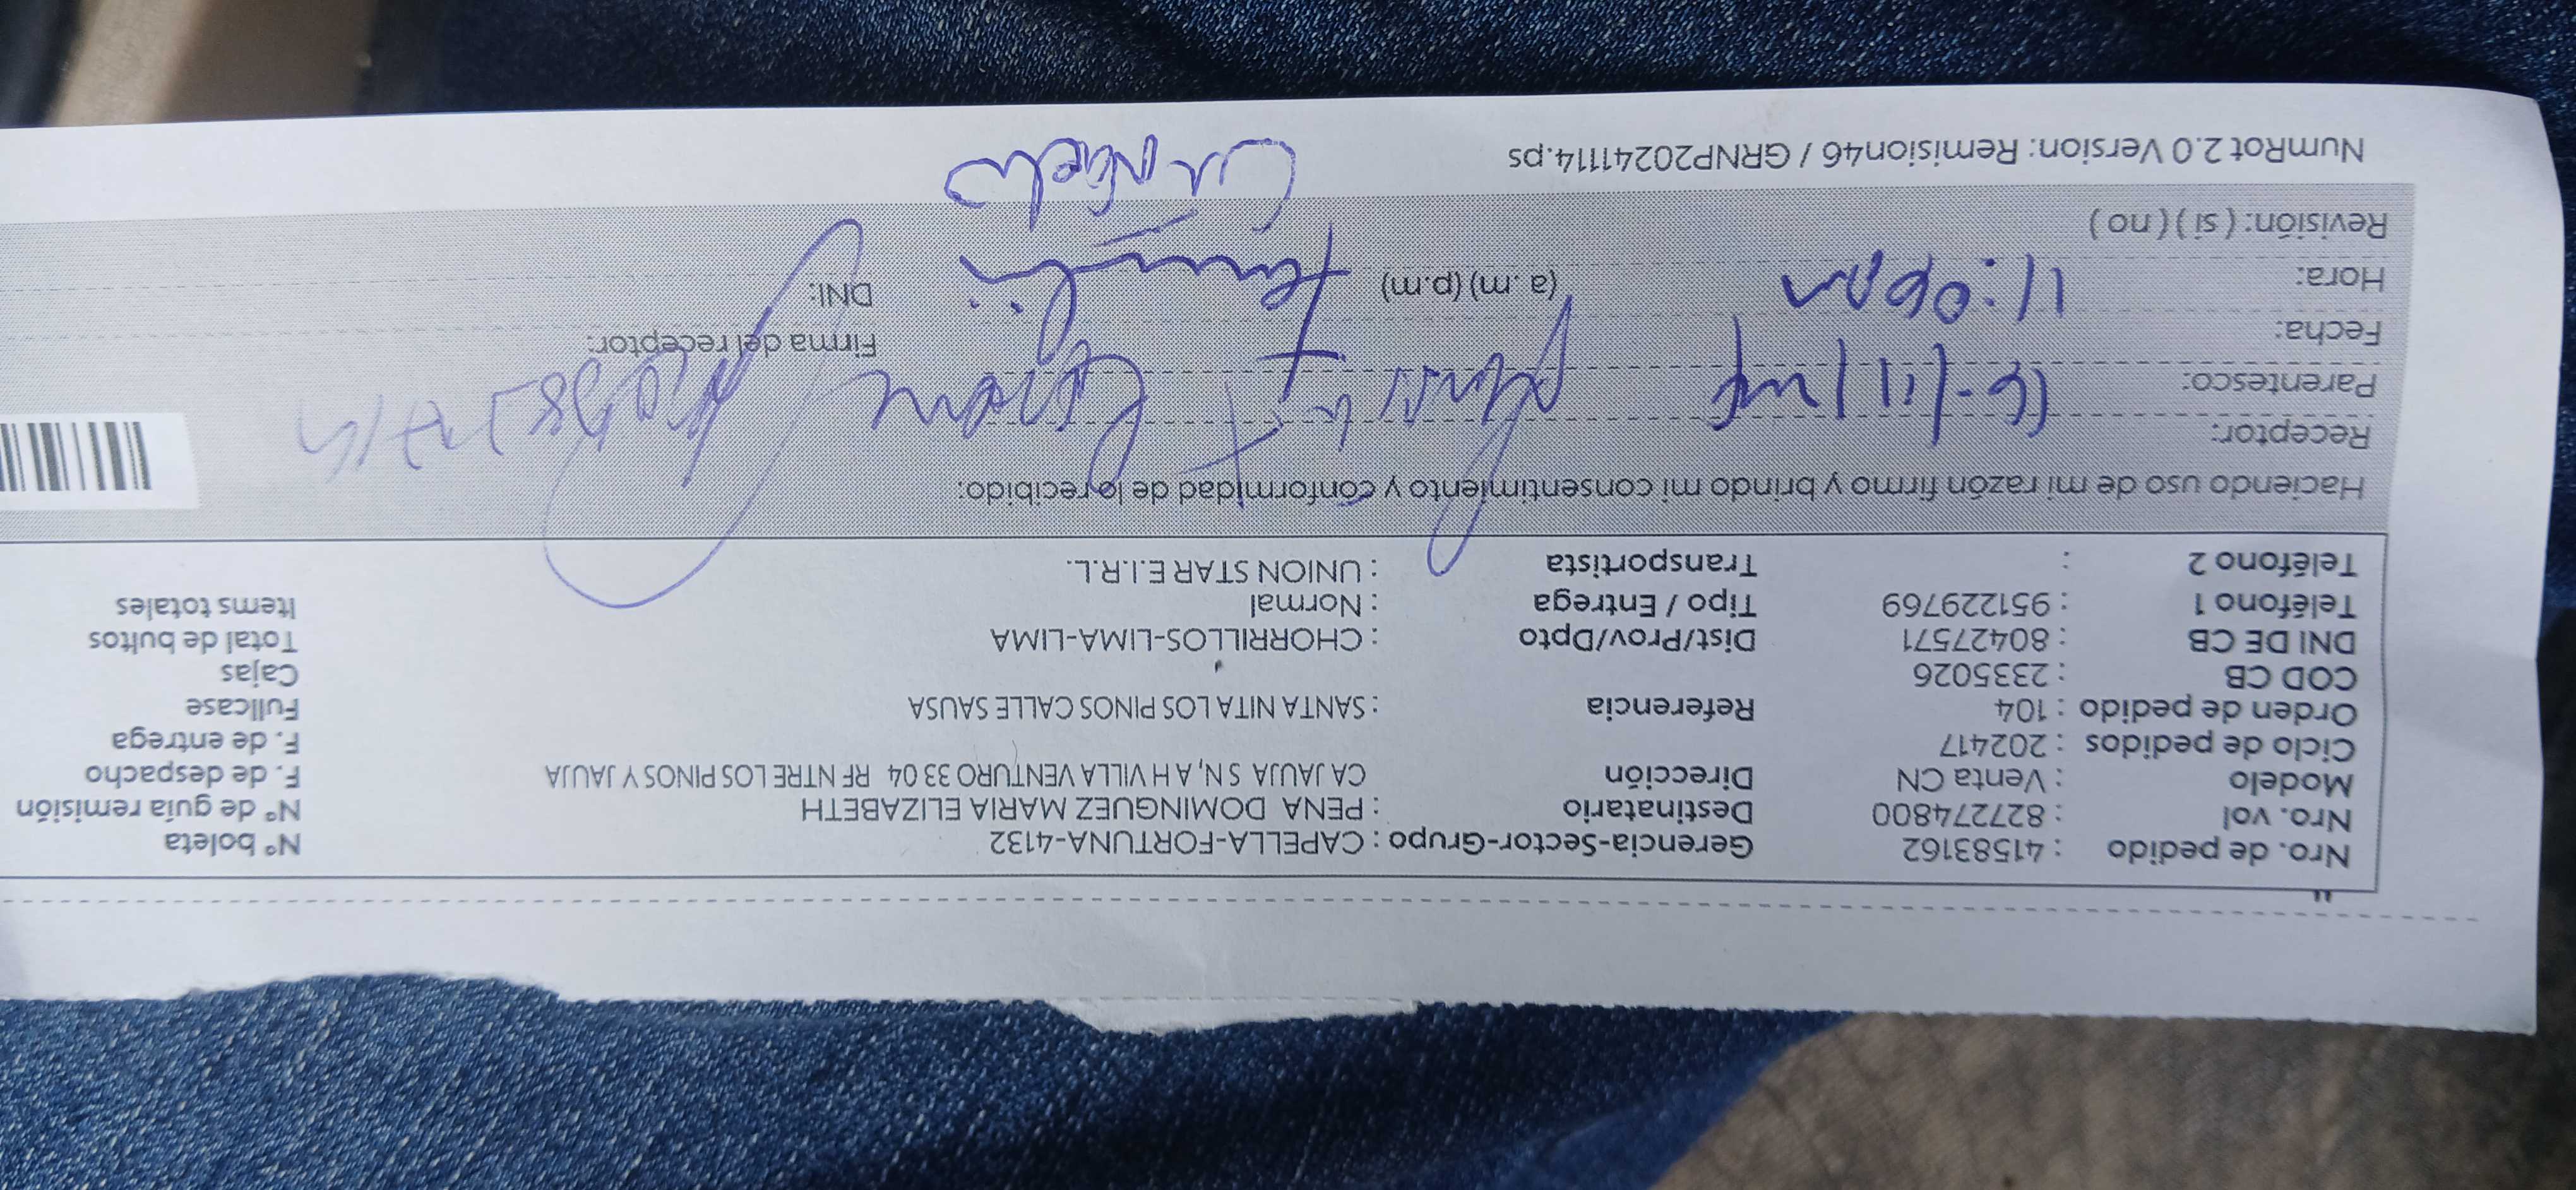 Nro. de pedido : 41583162 Gerencia-Sector-Grupo : CAPELLA-FORTUNA-4132 N° boleta
Nro. vol : 827274800 Destinatario : PENA DOMINGUEZ MARIA ELIZABETH N° de guía remisión
Modelo : Venta CN Dirección CA JAUJA S N, A H VILLA VENTURO 33 04 RF NTRE LOS PINOS Y JAUJA F. de despacho
Ciclo de pedidos : 202417 F. de entrega
Orden de pedido : 104 Referencia : SANTA NITA LOS PINOS CALLE SAUSA Fullcase
COD CB : 2335026 Cajas
DNI DE CB : 80427571 Dist/Prov/Dpto : CHORRILLOS-LIMA-LIMA Total de bultos
Teléfono 1 : 951229769 Tipo / Entrega : Normal Items totales
Teléfono 2 : Transportista : UNION STAR E.I.R.L.
Haciendo uso de mi razón firmo y brindo mi consentimiento y conformidad de lo recibido:
Receptor:
Parentesco:
Fecha: Firma del receptor:
Hora: 11:06am (a .m) (p.m) DNI:
Revisión: ( si ) ( no )
NumRot 2.0 Version: Remision46 / GRNP20241114.ps